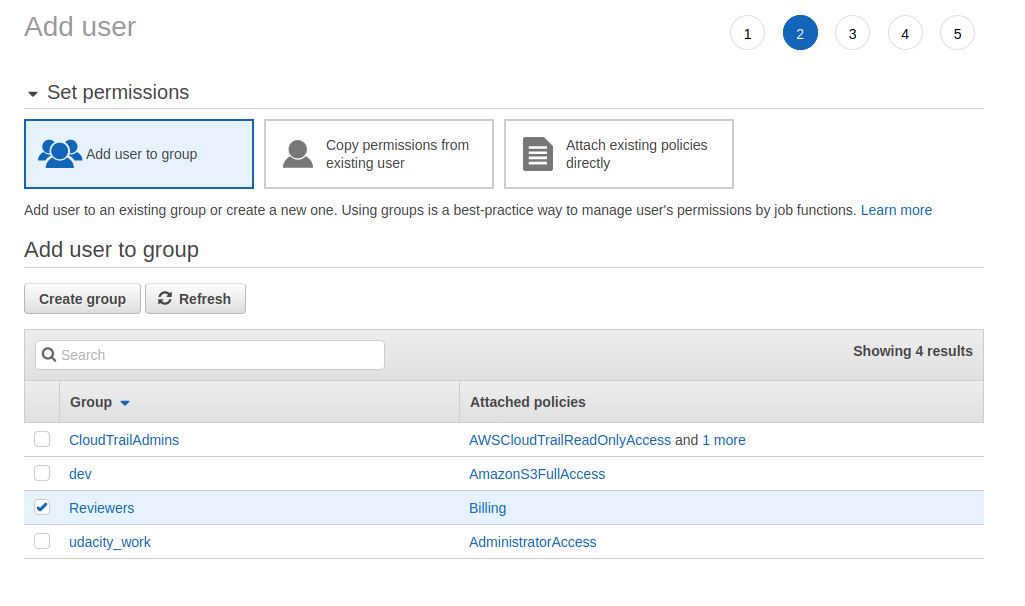 Add user
1 2 3 4 5
Set permissions
Add user to group
Copy permissions from
existing user
Attach existing policies
directly
Add user to an existing group or create a new one. Using groups is a best-practice way to manage user's permissions by job functions. Learn more
Add user to group
Create group Refresh
Search Showing 4 results
Group Attached policies
CloudTrailAdmins AWSCloudTrailReadOnlyAccess and 1 more
dev AmazonS3FullAccess
Reviewers Billing
udacity_work AdministratorAccess